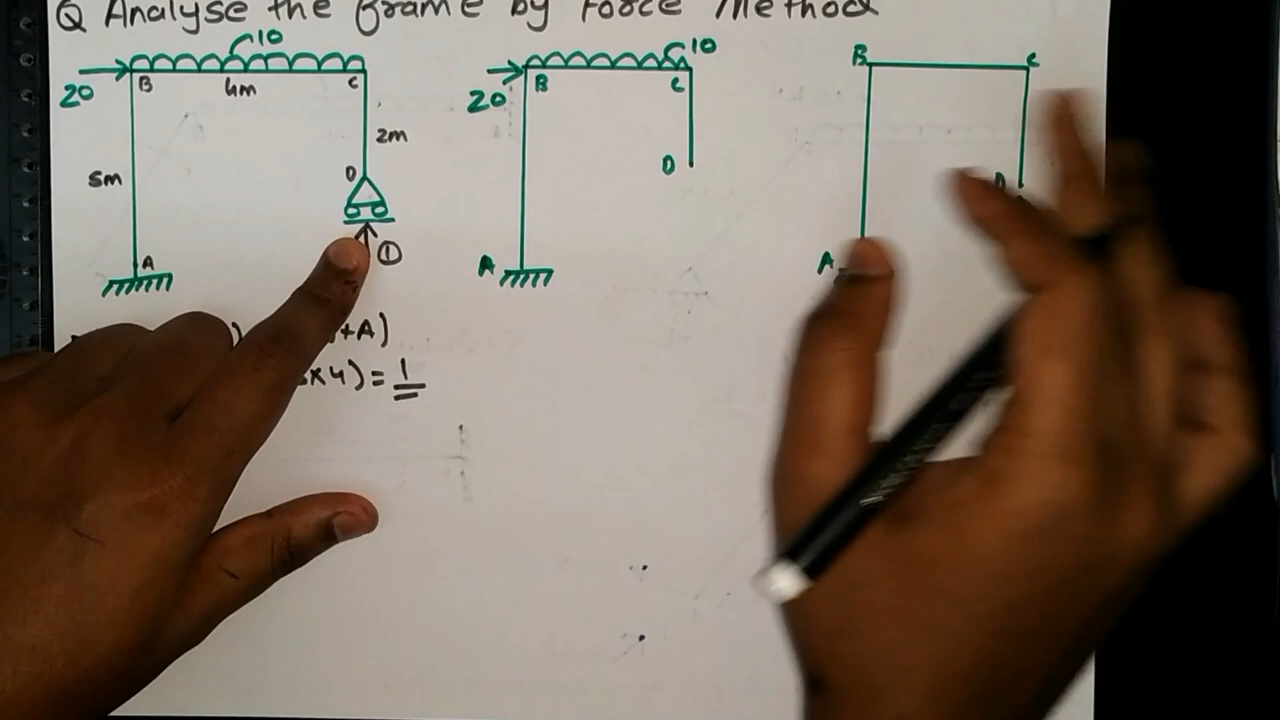 Q Analyse the frame by Force Method
10
20
B
4m
C
5m
2m
D
A
1
10
20
B
C
D
A
B
C
D
A
)
+A)
x4) = 1